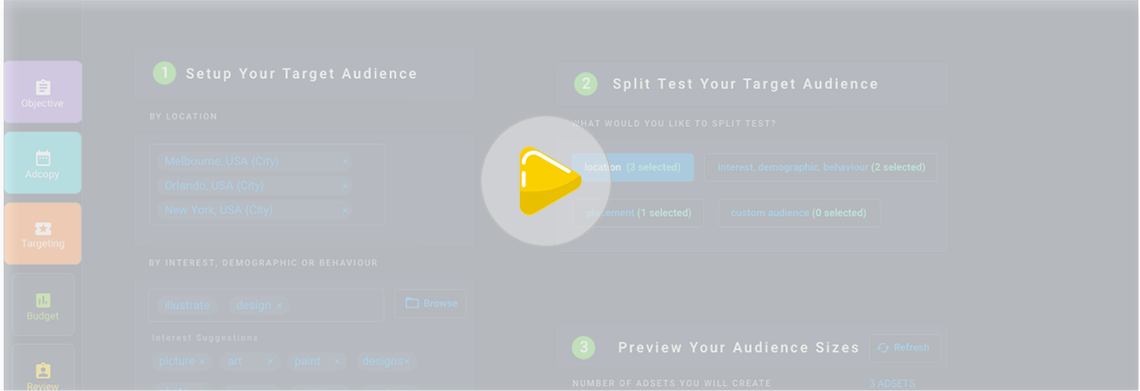 Objective
Adcopy
Targeting
Budget
Review
1 Setup Your Target Audience
BY LOCATION
Melbourne, USA (City) ×
Orlando, USA (City) ×
New York, USA (City) ×
BY INTEREST, DEMOGRAPHIC OR BEHAVIOUR
illustrate design × Browse
Interest Suggestions
picture × art × paint × designs ×
2 Split Test Your Target Audience
WHAT WOULD YOU LIKE TO SPLIT TEST?
location (3 selected) interest, demographic, behaviour (2 selected)
placement (1 selected) custom audience (0 selected)
3 Preview Your Audience Sizes Refresh
NUMBER OF ADSETS YOU WILL CREATE 3 ADSETS